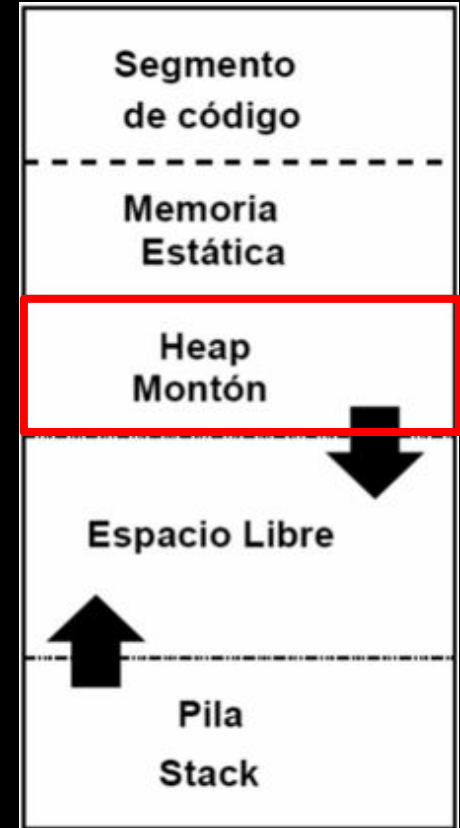 Segmento
de código
Memoria
Estática
Heap
Montón
Espacio Libre
Pila
Stack